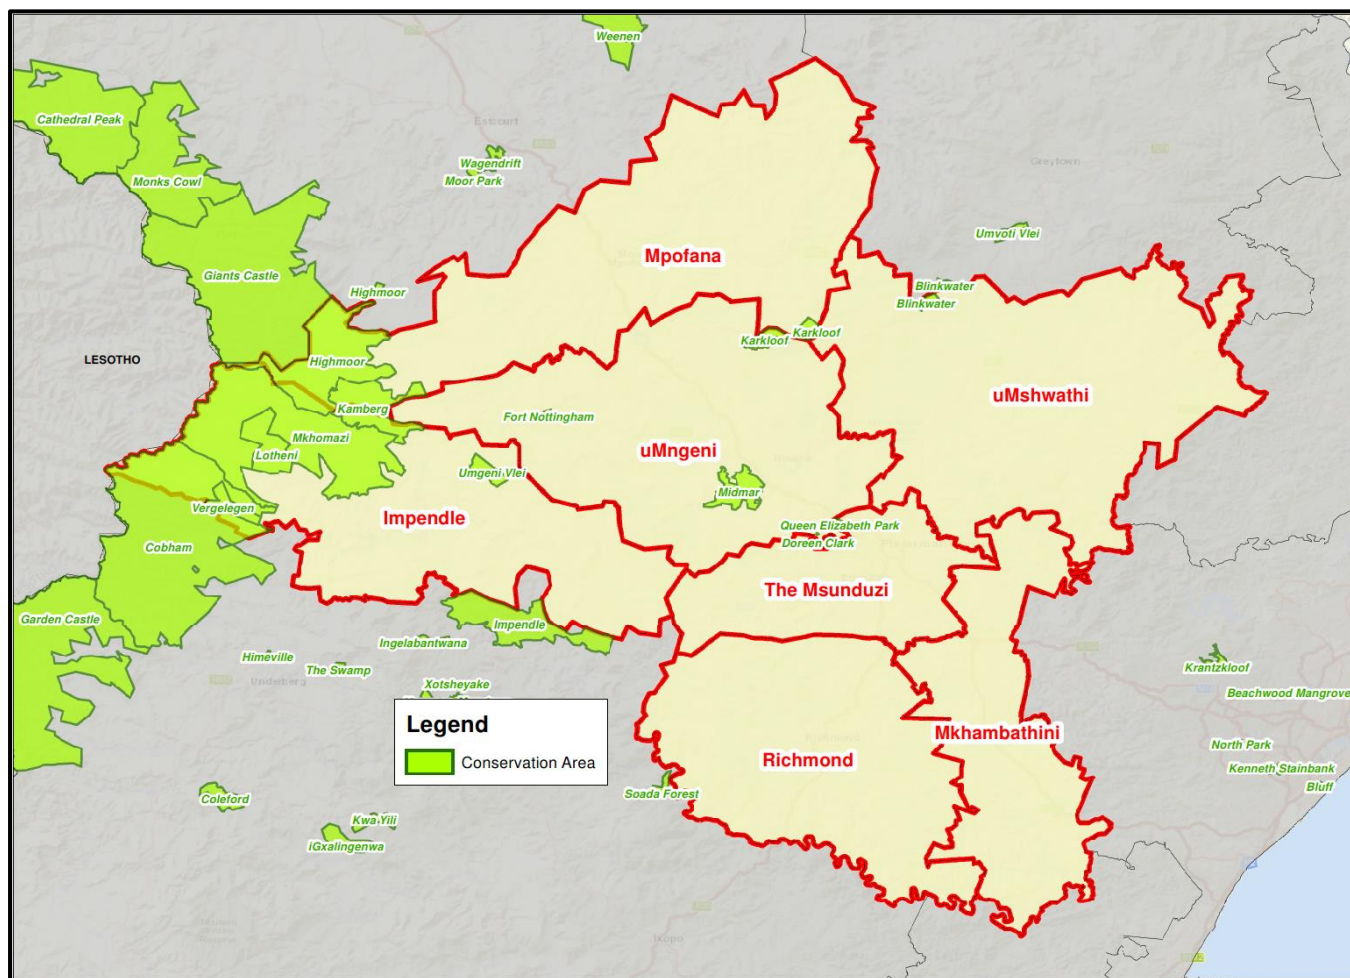 Weenen
Cathedral Peak
Estcourt
Wagendrift
Greytown
Monks Cowl
Moor Park
Umvoti Vlei
Mpofana
Giants Castle
Highmoor
Blinkwater
Blinkwater
Karkloof
Karkloof
LESOTHO
Highmoor
uMshwathi
Kamberg
Fort Nottingham
Mkhomazi
Lotheni
uMngeni
Umgeni Vlei
Midmar
Vergelegen
Impendle
Queen Elizabeth Park
Doreen Clark
Cobham
The Msunduzi
Garden Castle
Impendle
Ingelabantwana
Himeville
The Swamp
Underberg
Krantzkloof
Xotsheyake
Beachwood Mangrove
Mkhambathini
North Park
Richmond
Legend
Conservation Area
Kenneth Stainbank
Bluff
Soada Forest
Coleford
Kwa Yili
iGxalingenwa
Ixopo